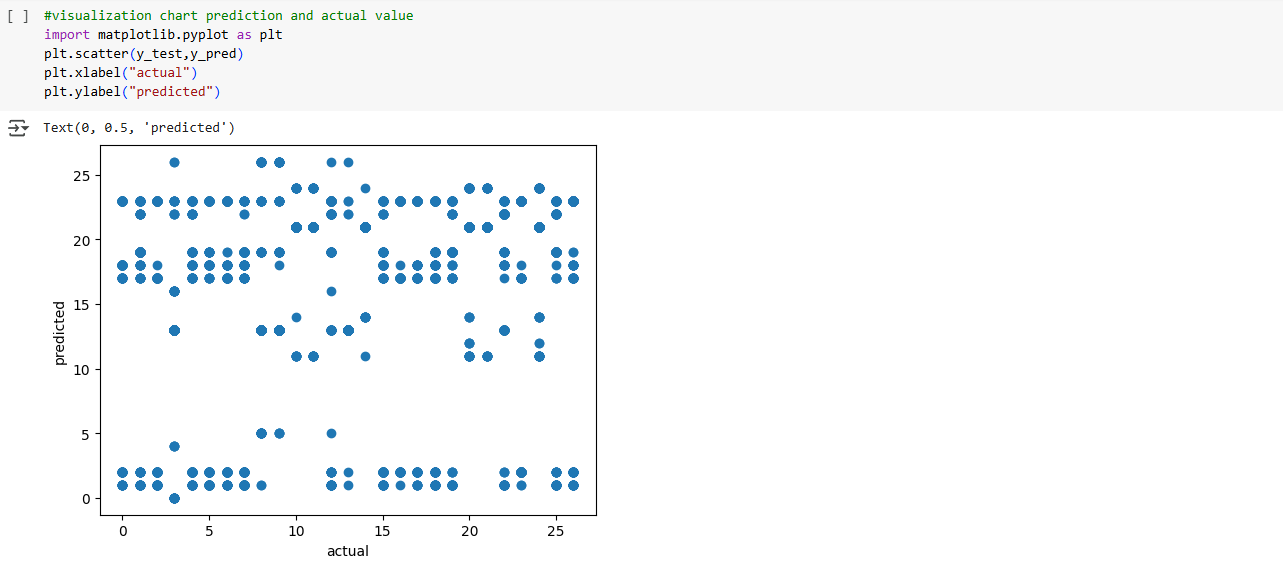 [ ] #visualization chart prediction and actual value
import matplotlib.pyplot as plt
plt.scatter(y_test,y_pred)
plt.xlabel("actual")
plt.ylabel("predicted")
Text(0, 0.5, 'predicted')
25
20
15
10
5
0
predicted
0 5 10 15 20 25
actual